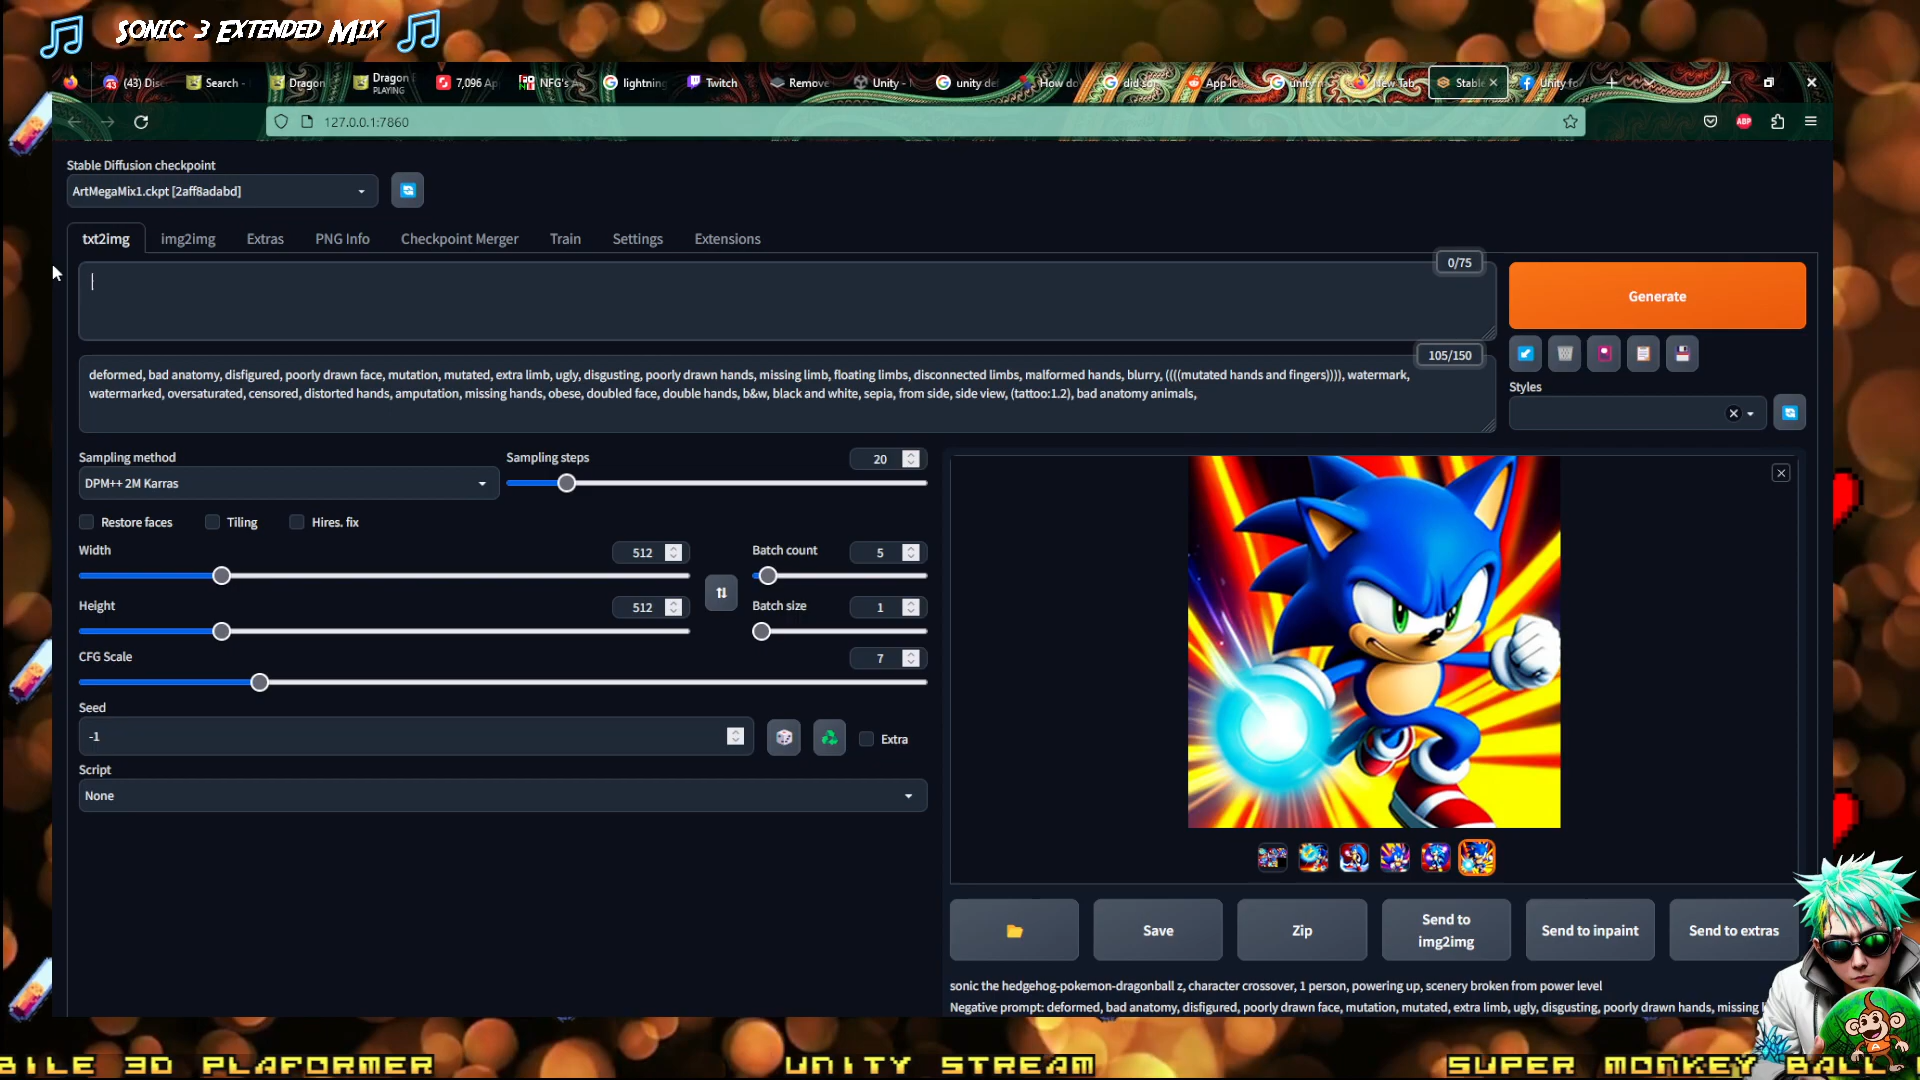 Sonic 3 Extended Mix
(43) Dis
Search -
Dragon
Dragon
PLAYING
7,096 Ap
NFG's A
lightning
Twitch
Remove
Unity -
unity de
How do
did so
App Ico
unity
New Tab
Stable
Unity for
127.0.0.1:7860
ABP
Stable Diffusion checkpoint
ArtMegaMix1.ckpt [2aff8adabd]
txt2img
img2img
Extras
PNG Info
Checkpoint Merger
Train
Settings
Extensions
0/75
Generate
105/150
deformed, bad anatomy, disfigured, poorly drawn face, mutation, mutated, extra limb, ugly, disgusting, poorly drawn hands, missing limb, floating limbs, disconnected limbs, malformed hands, blurry, ((((mutated hands and fingers)))), watermark,
watermarked, oversaturated, censored, distorted hands, amputation, missing hands, obese, doubled face, double hands, b&w, black and white, sepia, from side, side view, (tattoo:1.2), bad anatomy animals,
Styles
Sampling method
DPM++ 2M Karras
Sampling steps
20
Restore faces
Tiling
Hires. fix
Width
512
Batch count
5
Height
512
Batch size
1
CFG Scale
7
Seed
-1
Extra
Script
None
Save
Zip
Send to
img2img
Send to inpaint
Send to extras
sonic the hedgehog-pokemon-dragonball z, character crossover, 1 person, powering up, scenery broken from power level
Negative prompt: deformed, bad anatomy, disfigured, poorly drawn face, mutation, mutated, extra limb, ugly, disgusting, poorly drawn hands, missing l
BILE 3D PLAFORMER
UNITY STREAM
SUPER MONKEY BALL